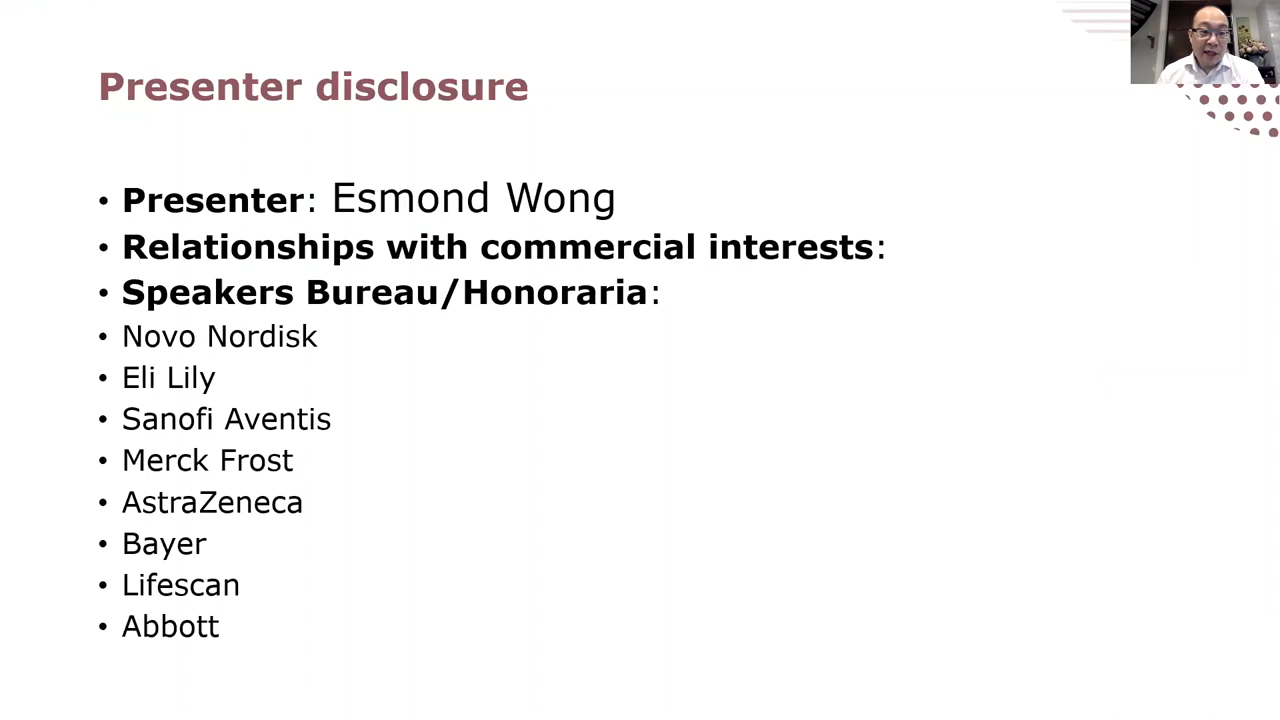 Presenter disclosure
• Presenter: Esmond Wong
• Relationships with commercial interests:
• Speakers Bureau/Honoraria:
• Novo Nordisk
• Eli Lily
• Sanofi Aventis
• Merck Frost
• AstraZeneca
• Bayer
• Lifescan
• Abbott